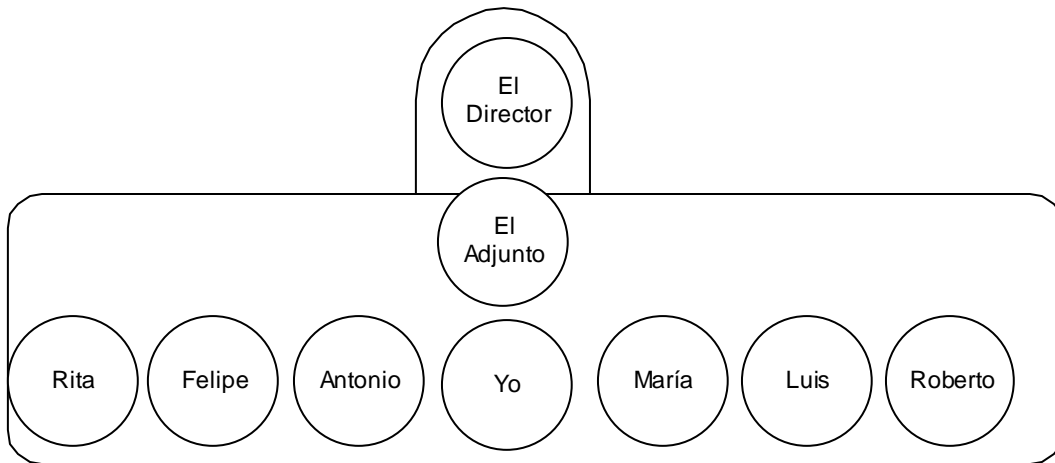 El
Director
El
Adjunto
Rita
Felipe
Antonio
Yo
María
Luis
Roberto